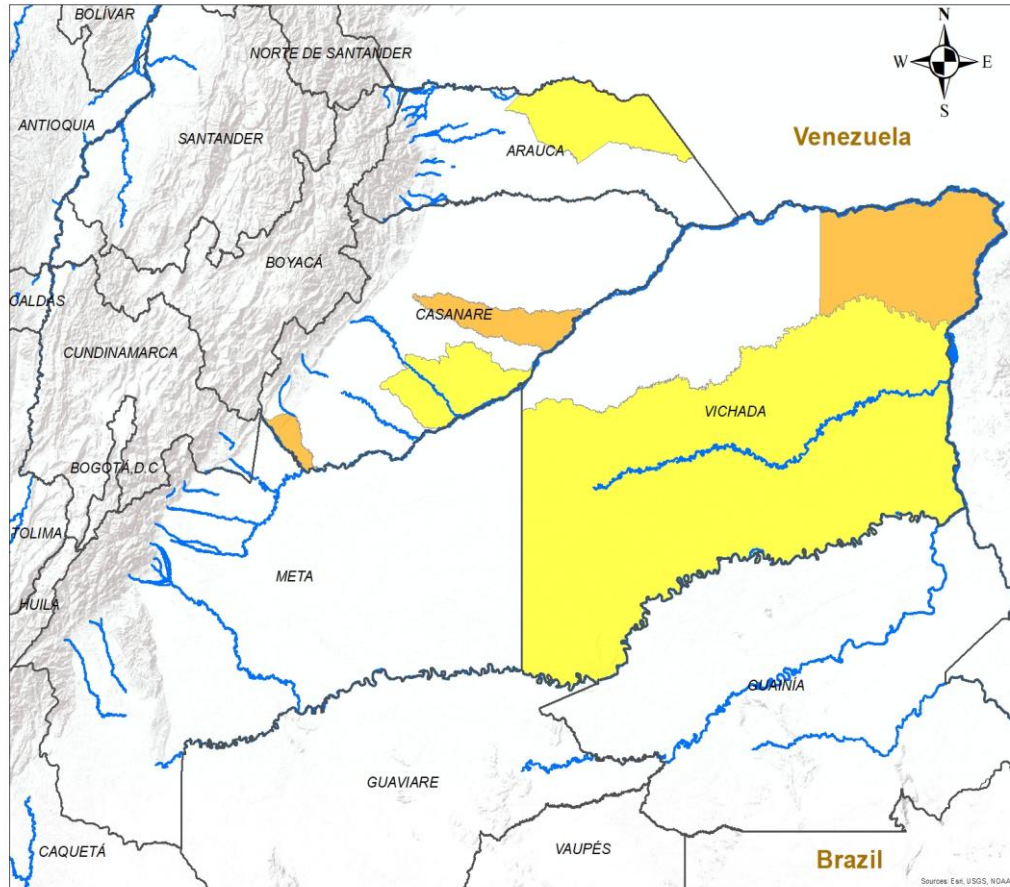 BOLÍVAR
N
NORTE DE SANTANDER
W
E
S
ANTIOQUIA
SANTANDER
Venezuela
ARAUCA
BOYACÁ
CALDAS
CASANARE
CUNDINAMARCA
VICHADA
BOGOTÁ, D.C
TOLIMA
META
HUILA
GUAINÍA
GUAVIARE
CAQUETÁ
VAUPÉS
Brazil
Sources: Esri, USGS, NOAA